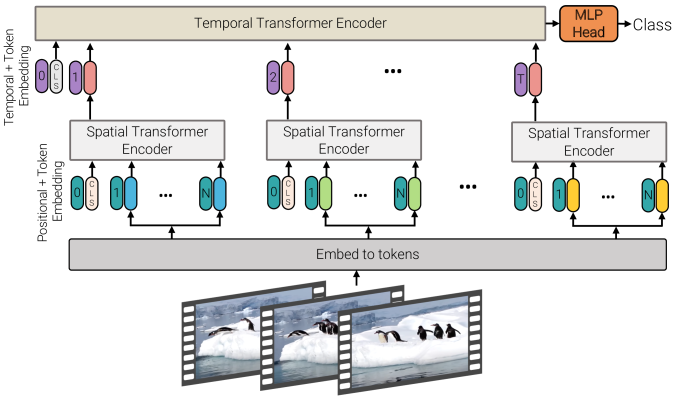 Temporal Transformer Encoder
MLP
Head
Class
Temporal + Token
Embedding
0
CLS
1
2
...
T
Spatial Transformer
Encoder
Spatial Transformer
Encoder
Spatial Transformer
Encoder
Positional + Token
Embedding
0
CLS
1
...
N
0
CLS
1
...
N
...
0
CLS
1
...
N
Embed to tokens